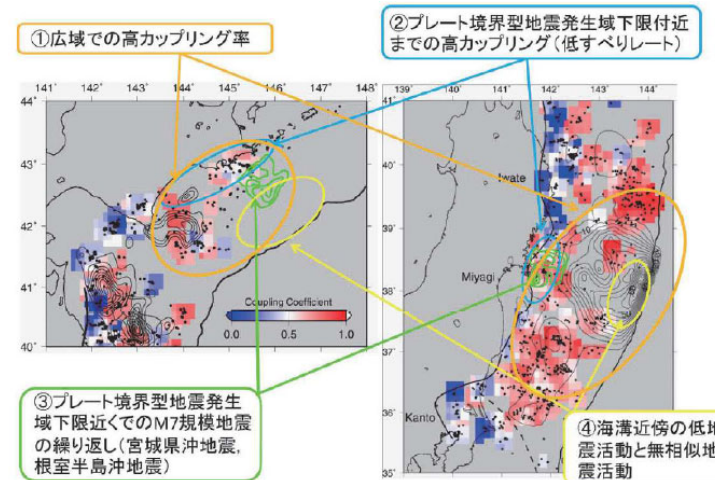 ①広域での高カップリング率
②プレート境界型地震発生域下限付近
までの高カップリング(低すべりレート)
141˚ 142˚ 143˚ 144˚ 145˚ 146˚ 147˚ 148˚
139˚ 140˚ 141˚ 142˚ 143˚ 144˚
44˚
43˚
42˚
41˚
40˚
Coupling Coefficient
0.0 0.5 1.0
41˚
40˚
39˚
38˚
37˚
36˚
35˚
Iwate
Miyagi
Kanto
③プレート境界型地震発生
域下限近くでのM7規模地震
の繰り返し(宮城県沖地震,
根室半島沖地震)
④海溝近傍の低地
震活動と無相似地
震活動